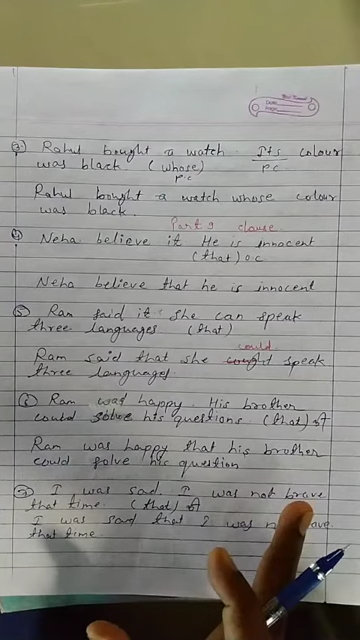 ③ Rahul bought a watch. Its colour
P.C.
was black. (whose)
P.C
Rahul bought a watch whose colour
was black.
Part 9 clause
④ Neha believe it He is innocent
(that) O.C
Neha believe that he is innocent
⑤ Ram said it. She can speak
three languages (that)
could
Ram said that she speak
three languages.
⑥ Ram was happy. His brother
could solve his questions (that) से
Ram was happy that his brother
could solve his question
⑦ I was sad. I was not brave
that time. (that) से
I was sad that I was
that time.